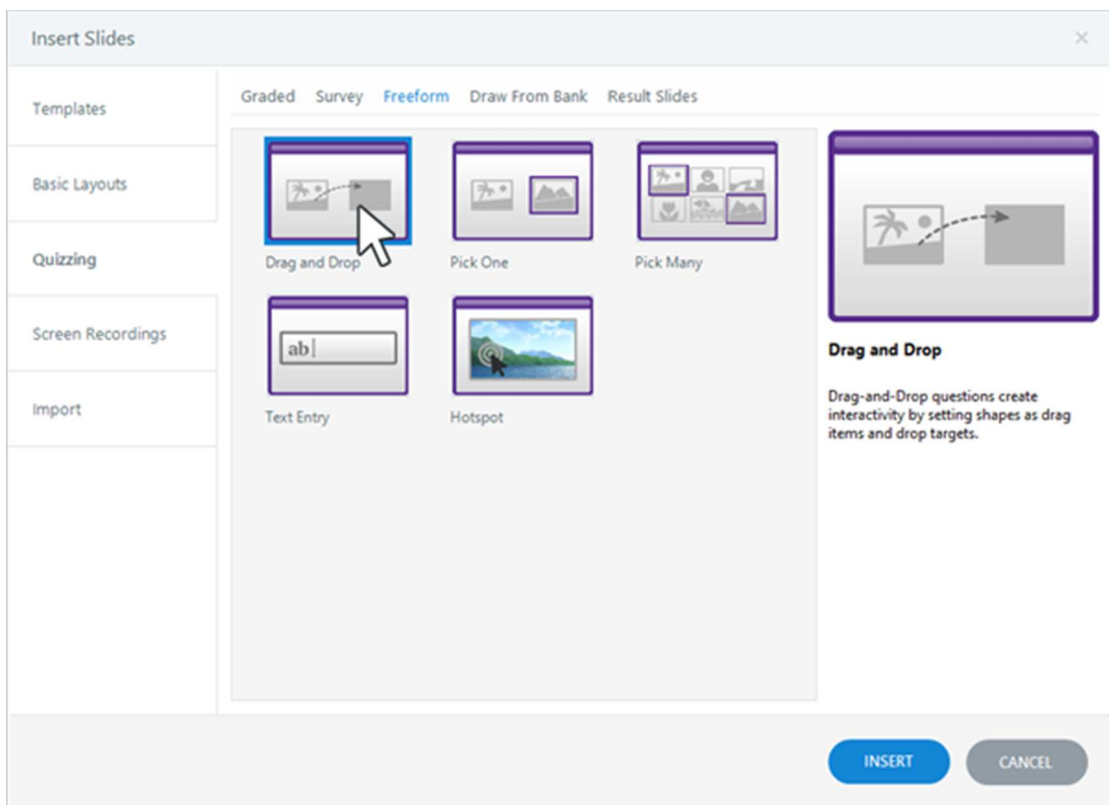 Insert Slides
Templates
Basic Layouts
Quizzing
Screen Recordings
Import
Graded Survey Freeform Draw From Bank Result Slides
Drag and Drop Pick One Pick Many
ab
Text Entry Hotspot
Drag and Drop
Drag-and-Drop questions create
interactivity by setting shapes as drag
items and drop targets.
INSERT CANCEL